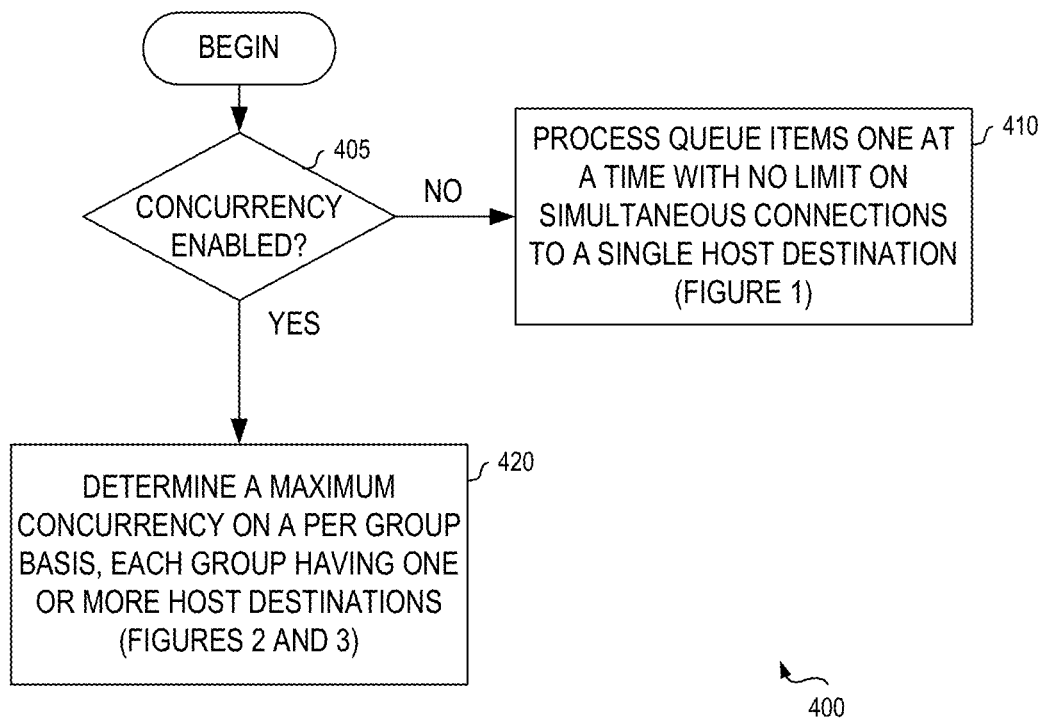 BEGIN
405
CONCURRENCY
ENABLED?
NO
PROCESS QUEUE ITEMS ONE AT
A TIME WITH NO LIMIT ON
SIMULTANEOUS CONNECTIONS
TO A SINGLE HOST DESTINATION
(FIGURE 1)
410
YES
DETERMINE A MAXIMUM
CONCURRENCY ON A PER GROUP
BASIS, EACH GROUP HAVING ONE
OR MORE HOST DESTINATIONS
(FIGURES 2 AND 3)
420
400